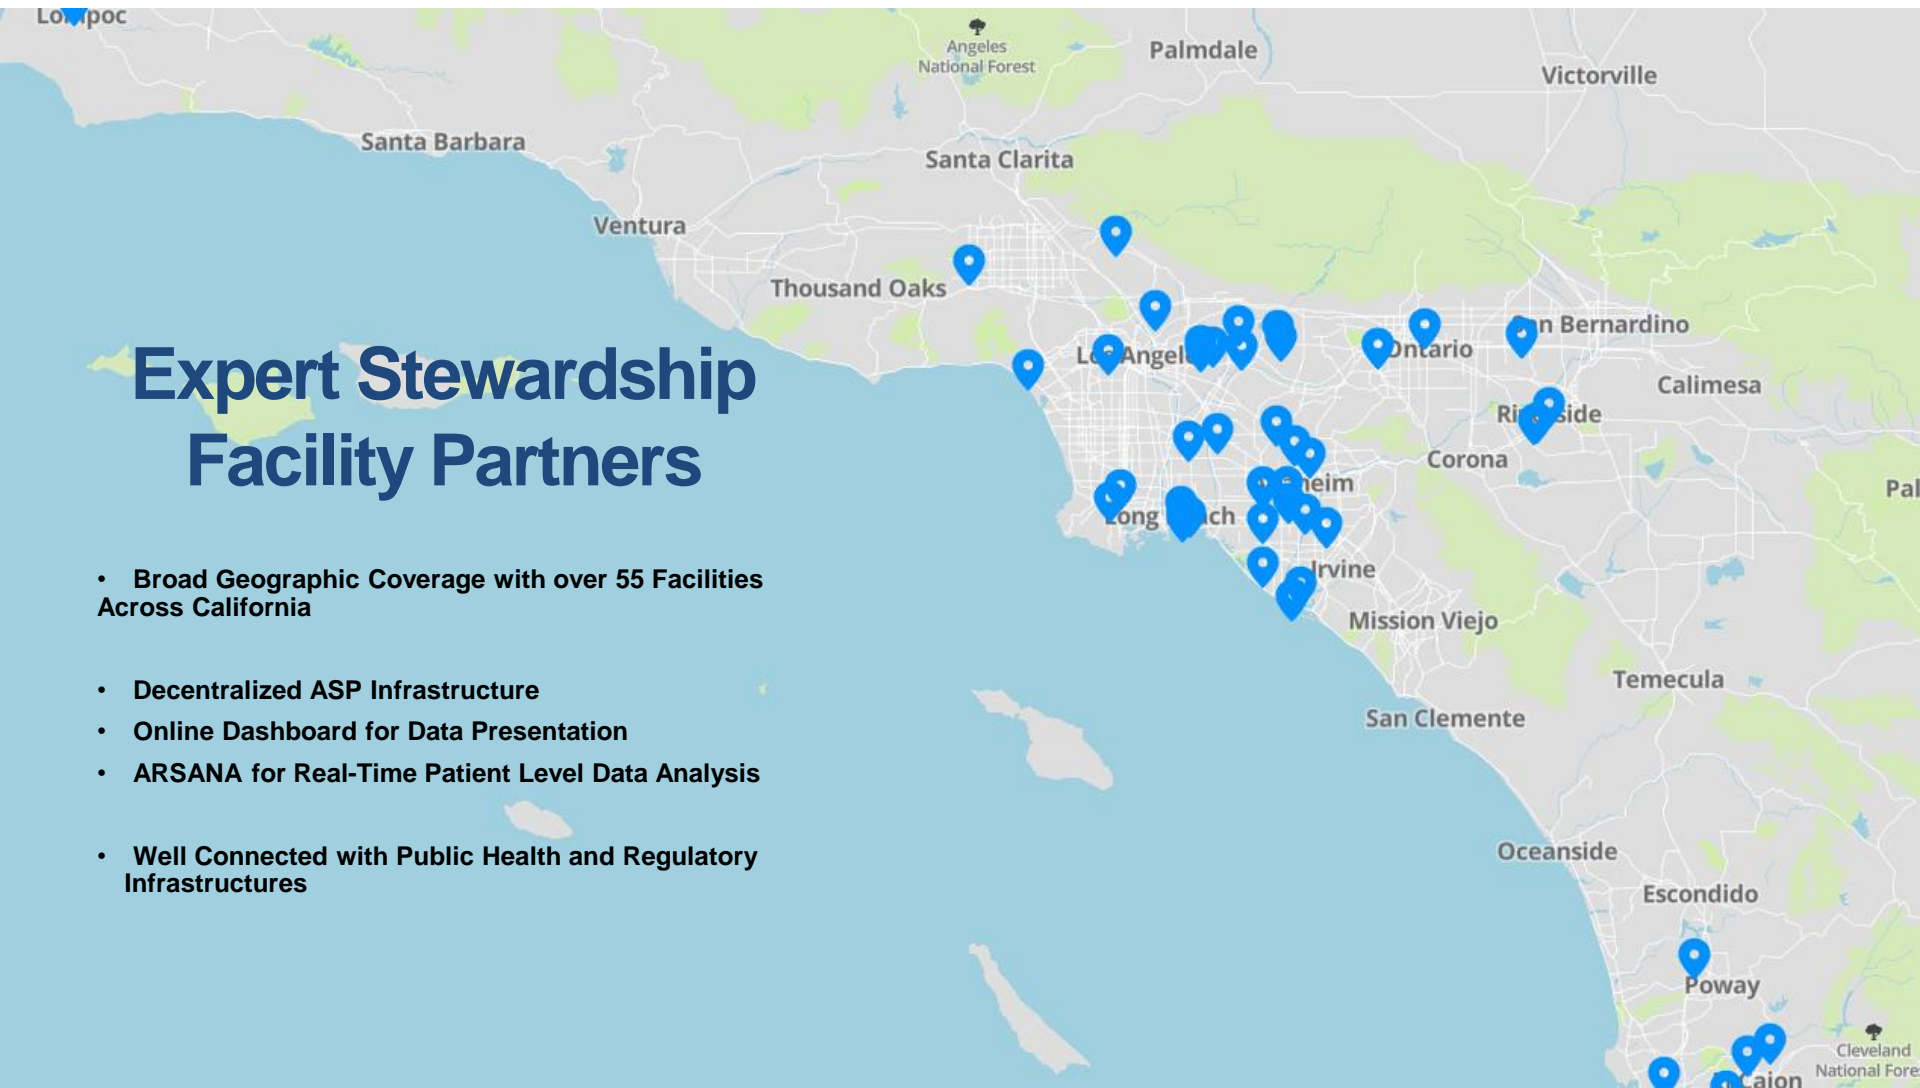 Angeles
National Forest
Palmdale
Victorville
Santa Barbara
Santa Clarita
Ventura
Thousand Oaks
Bernardino
Ontario
Calimesa
Corona
Irvine
Mission Viejo
Temecula
San Clemente
Oceanside
Escondido
Poway
Cleveland
Expert Stewardship
Facility Partners
• Broad Geographic Coverage with over 55 Facilities
Across California
• Decentralized ASP Infrastructure
• Online Dashboard for Data Presentation
• ARSANA for Real-Time Patient Level Data Analysis
• Well Connected with Public Health and Regulatory
Infrastructures